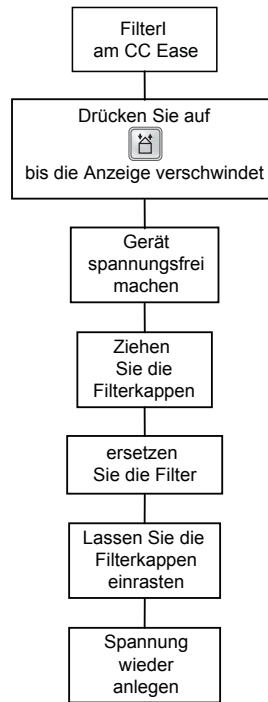 FilterI
am CC Ease
Drücken Sie auf
bis die Anzeige verschwindet
Gerät
spannungsfrei
machen
Ziehen
Sie die
Filterkappen
ersetzen
Sie die Filter
Lassen Sie die
Filterkappen
einrasten
Spannung
wieder
anlegen